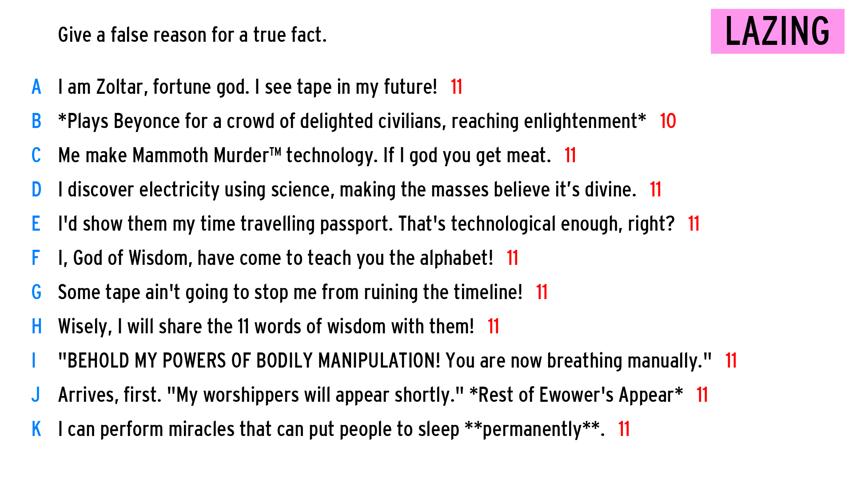 Give a false reason for a true fact.
LAZING
A I am Zoltar, fortune god. I see tape in my future! 11
B *Plays Beyonce for a crowd of delighted civilians, reaching enlightenment* 10
C Me make Mammoth Murder™ technology. If I god you get meat. 11
D I discover electricity using science, making the masses believe it's divine. 11
E I'd show them my time travelling passport. That's technological enough, right? 11
F I, God of Wisdom, have come to teach you the alphabet! 11
G Some tape ain't going to stop me from ruining the timeline! 11
H Wisely, I will share the 11 words of wisdom with them! 11
I "BEHOLD MY POWERS OF BODILY MANIPULATION! You are now breathing manually." 11
J Arrives, first. "My worshippers will appear shortly." *Rest of Ewower's Appear* 11
K I can perform miracles that can put people to sleep **permanently**. 11